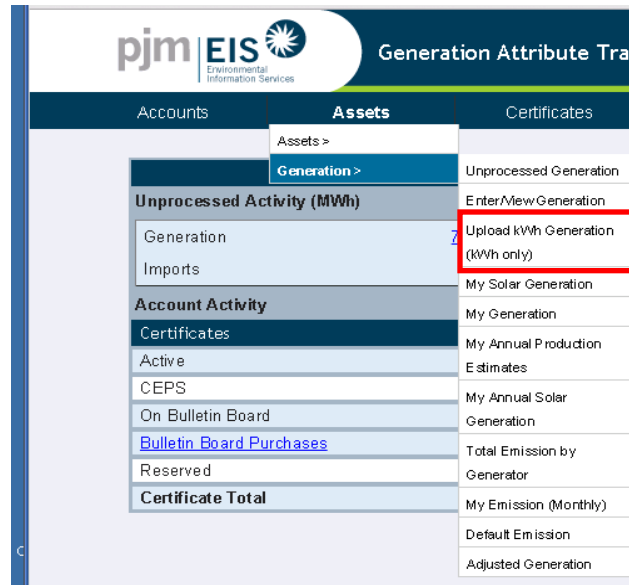 pjm EIS
Environmental
Information Services
Generation Attribute Tra
Accounts
Assets
Certificates
Assets >
Generation >
Unprocessed Generation
Enter/View Generation
Upload kWh Generation
(kWh only)
My Solar Generation
My Generation
My Annual Production
Estimates
My Annual Solar
Generation
Total Emission by
Generator
My Emission (Monthly)
Default Emission
Adjusted Generation
Unprocessed Activity (MWh)
Generation 7
Imports
Account Activity
Certificates
Active
CEPS
On Bulletin Board
Bulletin Board Purchases
Reserved
Certificate Total
C